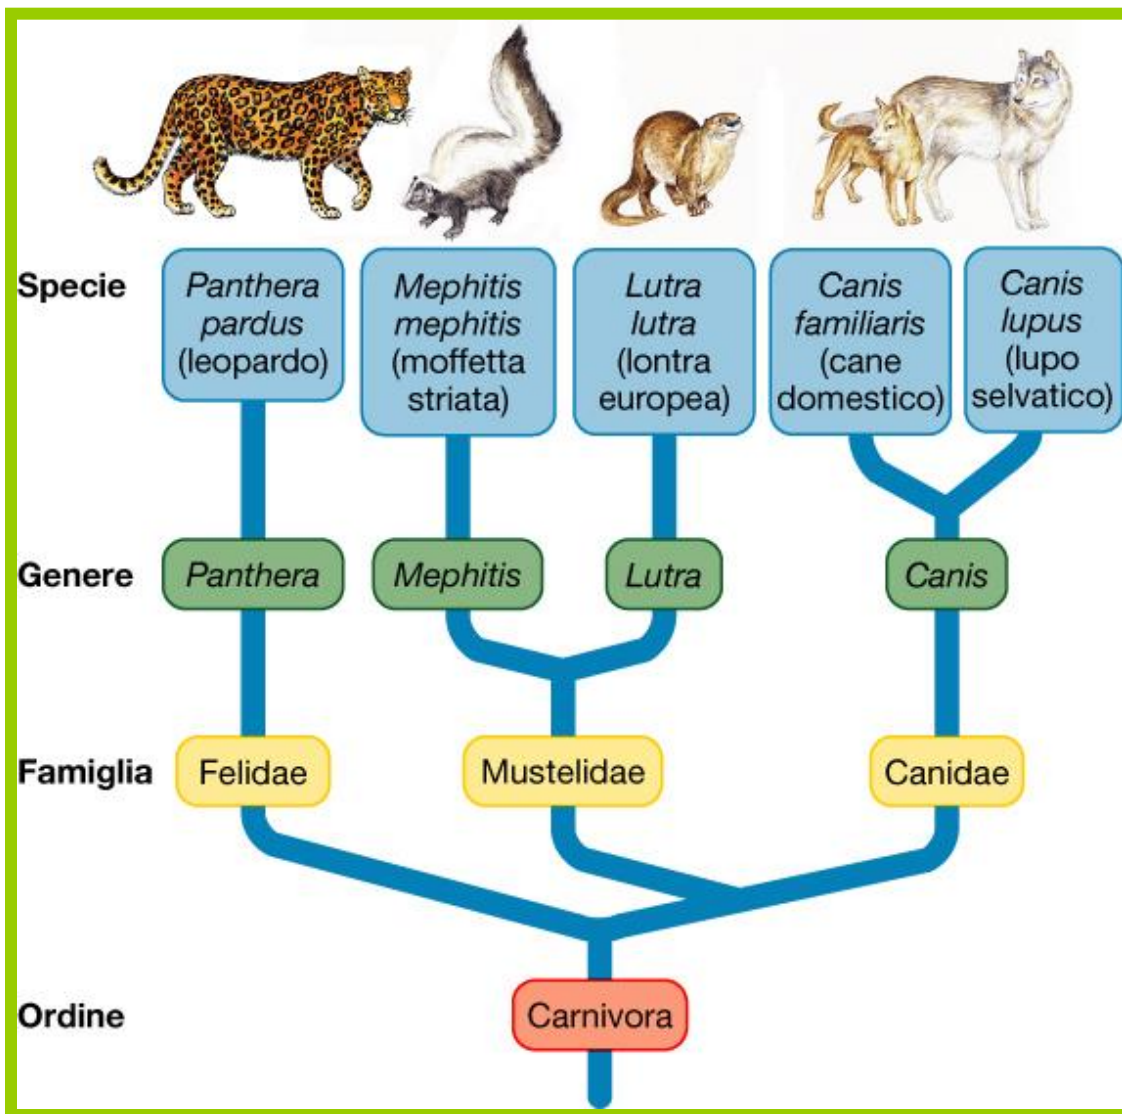 Specie
Panthera
pardus
(leopardo)
Mephitis
mephitis
(moffetta
striata)
Lutra
lutra
(lontra
europea)
Canis
familiaris
(cane
domestico)
Canis
lupus
(lupo
selvatico)
Genere
Panthera
Mephitis
Lutra
Canis
Famiglia
Felidae
Mustelidae
Canidae
Ordine
Carnivora